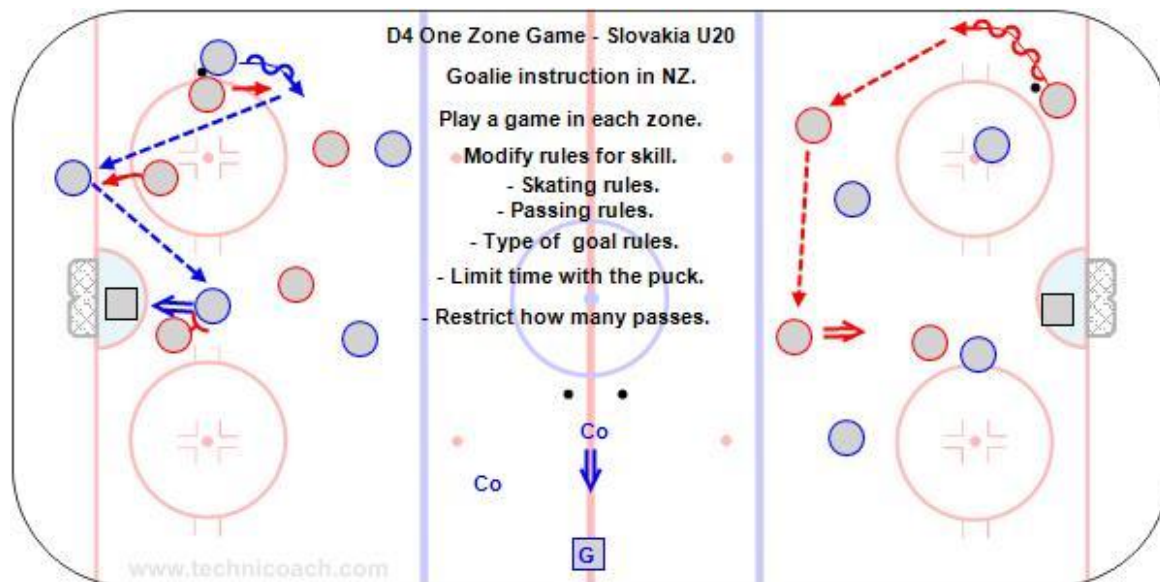 D4 One Zone Game - Slovakia U20
Goalie instruction in NZ.
Play a game in each zone.
Modify rules for skill.
- Skating rules.
- Passing rules.
- Type of goal rules.
- Limit time with the puck.
- Restrict how many passes.
Co
Co
G
www.technicoach.com